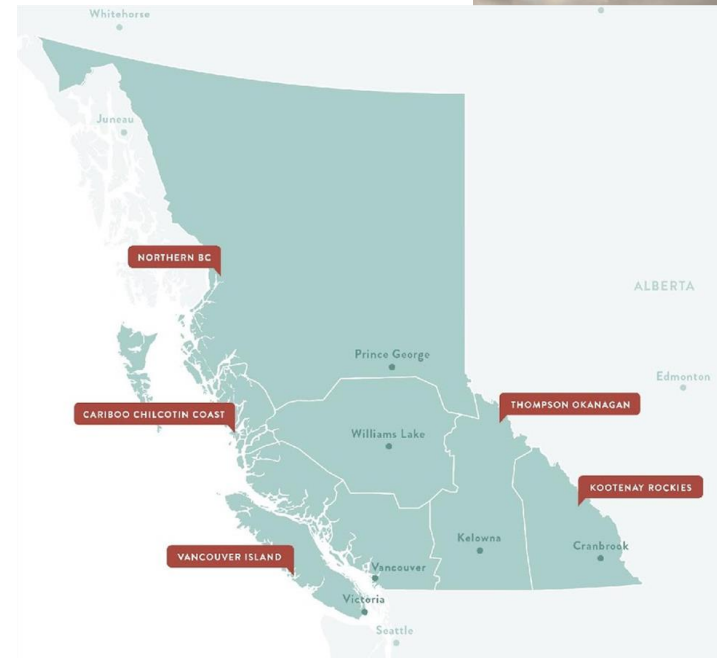 Whitehorse
Juneau
NORTHERN BC
ALBERTA
Prince George
Edmonton
THOMPSON OKANAGAN
CARIBOO CHILCOTIN COAST
Williams Lake
KOOTENAY ROCKIES
Kelowna
Cranbrook
VANCOUVER ISLAND
Vancouver
Victoria
Seattle